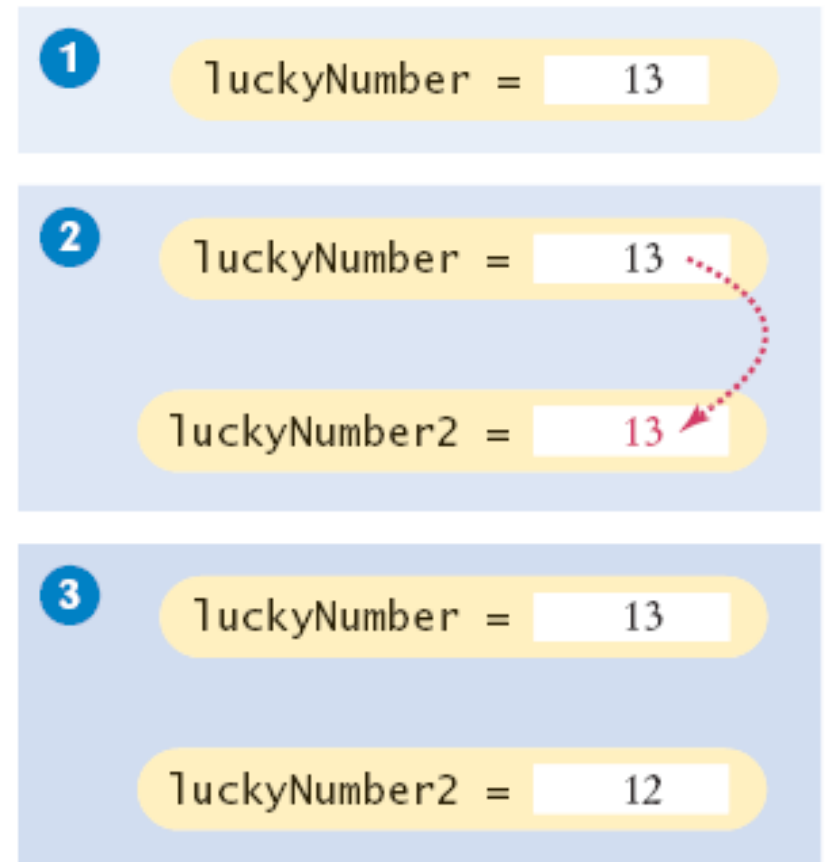 1
luckyNumber = 13
2
luckyNumber = 13
luckyNumber2 = 13
3
luckyNumber = 13
luckyNumber2 = 12